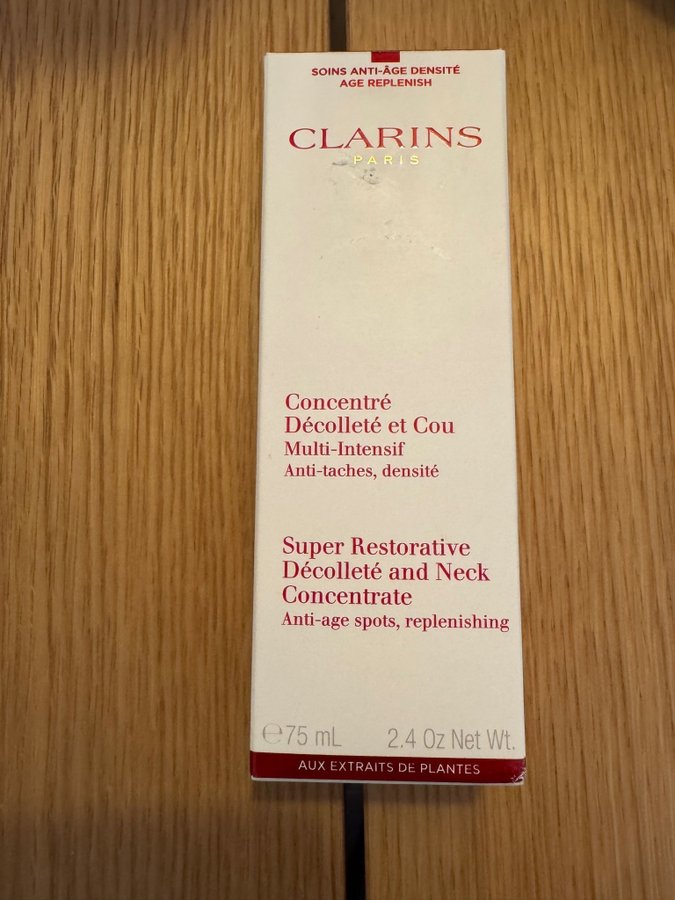 SOINS ANTI-ÂGE DENSITÉ
AGE REPLENISH
CLARINS
PARIS
Concentré
Décolleté et Cou
Multi-Intensif
Anti-taches, densité
Super Restorative
Décolleté and Neck
Concentrate
Anti-age spots, replenishing
℮75 mL 2.4 Oz Net Wt.
AUX EXTRAITS DE PLANTES